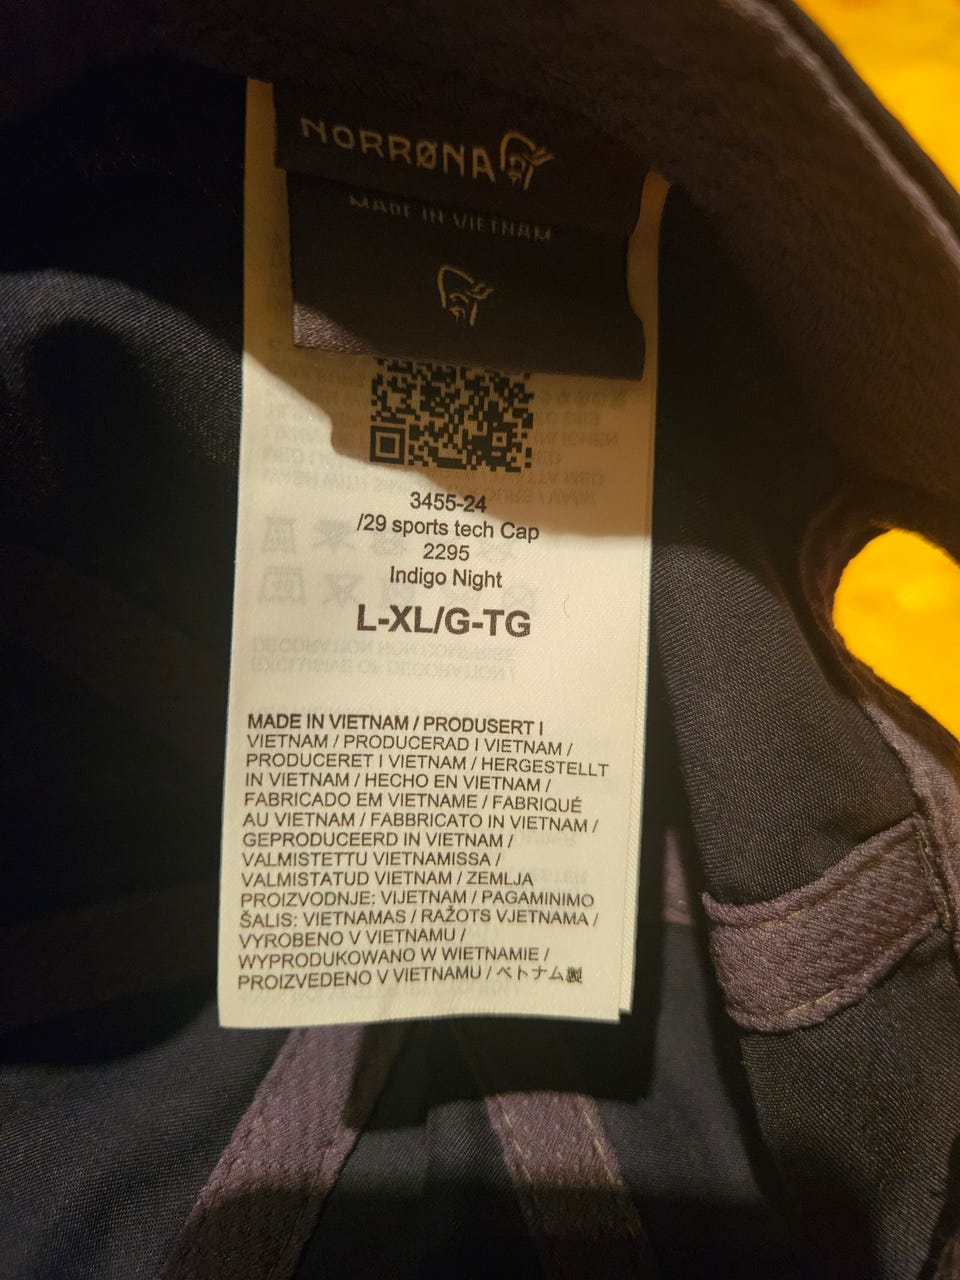 NORRØNA
MADE IN VIETNAM
3455-24
/29 sports tech Cap
2295
Indigo Night
L-XL/G-TG
MADE IN VIETNAM / PRODUSERT I
VIETNAM / PRODUCERAD I VIETNAM /
PRODUCERET I VIETNAM / HERGESTELLT
IN VIETNAM / HECHO EN VIETNAM /
FABRICADO EM VIETNAME / FABRIQUÉ
AU VIETNAM / FABBRICATO IN VIETNAM /
GEPRODUCEERD IN VIETNAM /
VALMISTETTU VIETNAMISSA /
VALMISTATUD VIETNAM / ZEMLJA
PROIZVODNJE: VIJETNAM / PAGAMINIMO
ŠALIS: VIETNAMAS / RAŽOTS VJETNAMA /
VYROBENO V VIETNAMU /
WYPRODUKOWANO W WIETNAMIE /
PROIZVEDENO V VIETNAMU / ベトナム製